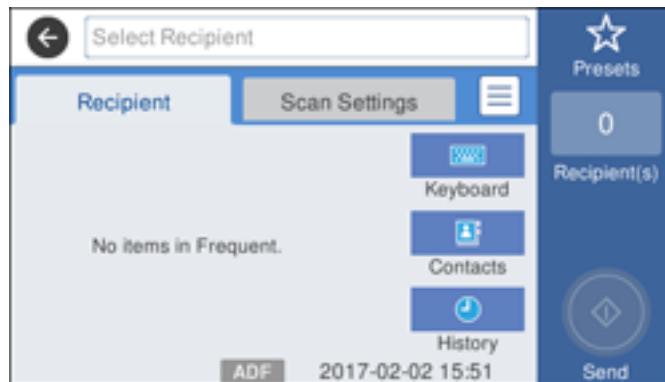 Select Recipient
Presets
Recipient
Scan Settings
0
Recipient(s)
Keyboard
No items in Frequent.
Contacts
History
ADF
2017-02-02 15:51
Send